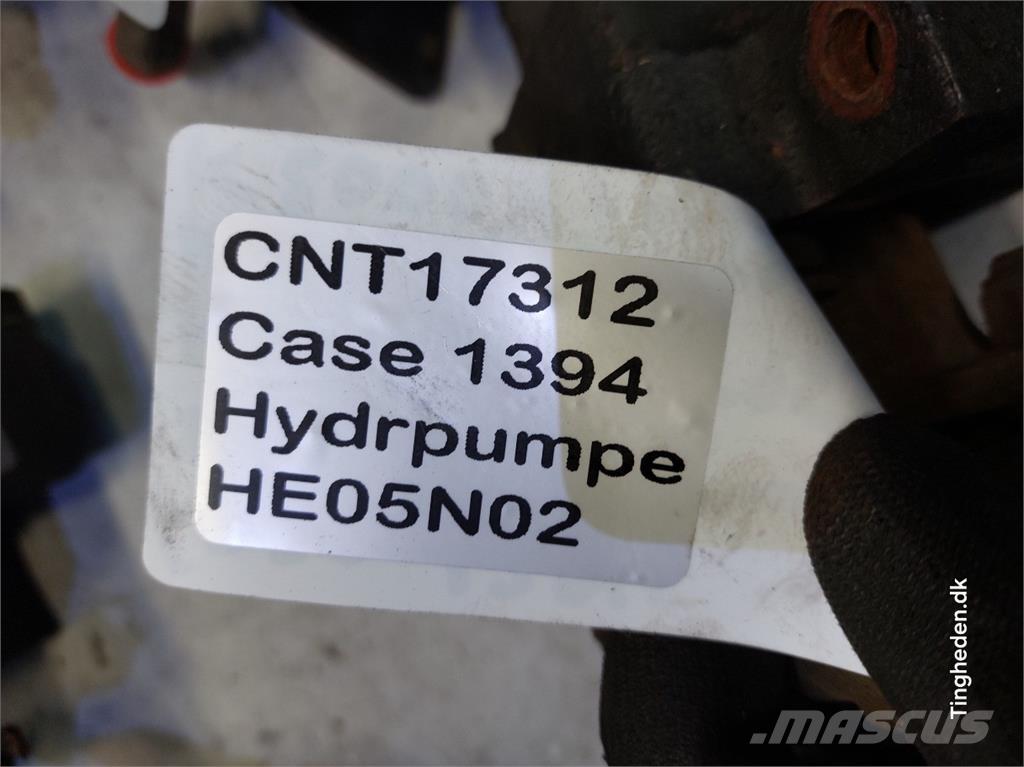 CNT17312
Case 1394
Hydrpumpe
HE05N02
Tingheden.dk
MASCUS